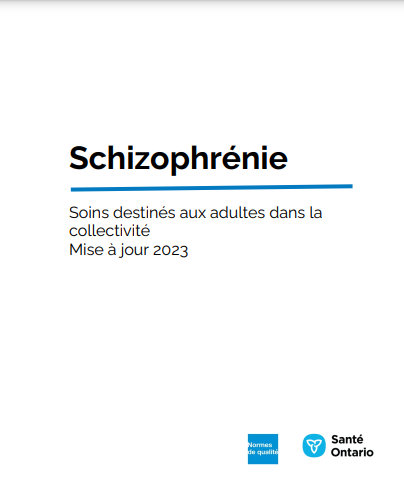 Schizophrénie
Soins destinés aux adultes dans la
collectivité
Mise à jour 2023
Normes
de qualité
Santé
Ontario